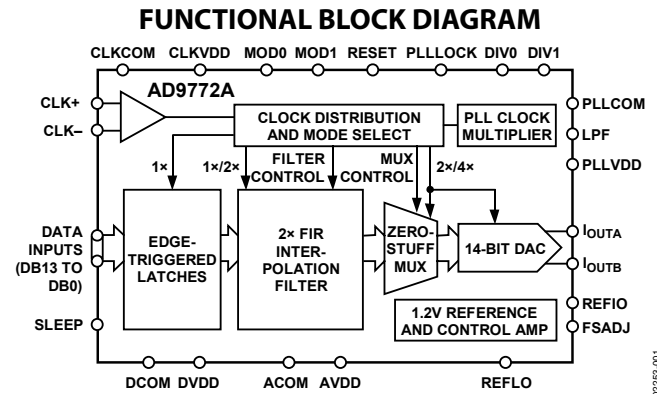 FUNCTIONAL BLOCK DIAGRAM
CLKCOM CLKVDD MOD0 MOD1 RESET PLLLOCK DIV0 DIV1
AD9772A
CLK+
CLK–
CLOCK DISTRIBUTION
AND MODE SELECT
PLL CLOCK
MULTIPLIER
PLLCOM
LPF
PLLVDD
1×
1×/2×
FILTER
CONTROL
MUX
CONTROL
2×/4×
DATA
INPUTS
(DB13 TO
DB0)
EDGE-
TRIGGERED
LATCHES
2× FIR
INTER-
POLATION
FILTER
ZERO-
STUFF
MUX
14-BIT DAC
IOUTA
IOUTB
SLEEP
1.2V REFERENCE
AND CONTROL AMP
REFIO
FSADJ
DCOM DVDD ACOM AVDD REFLO
02253-001